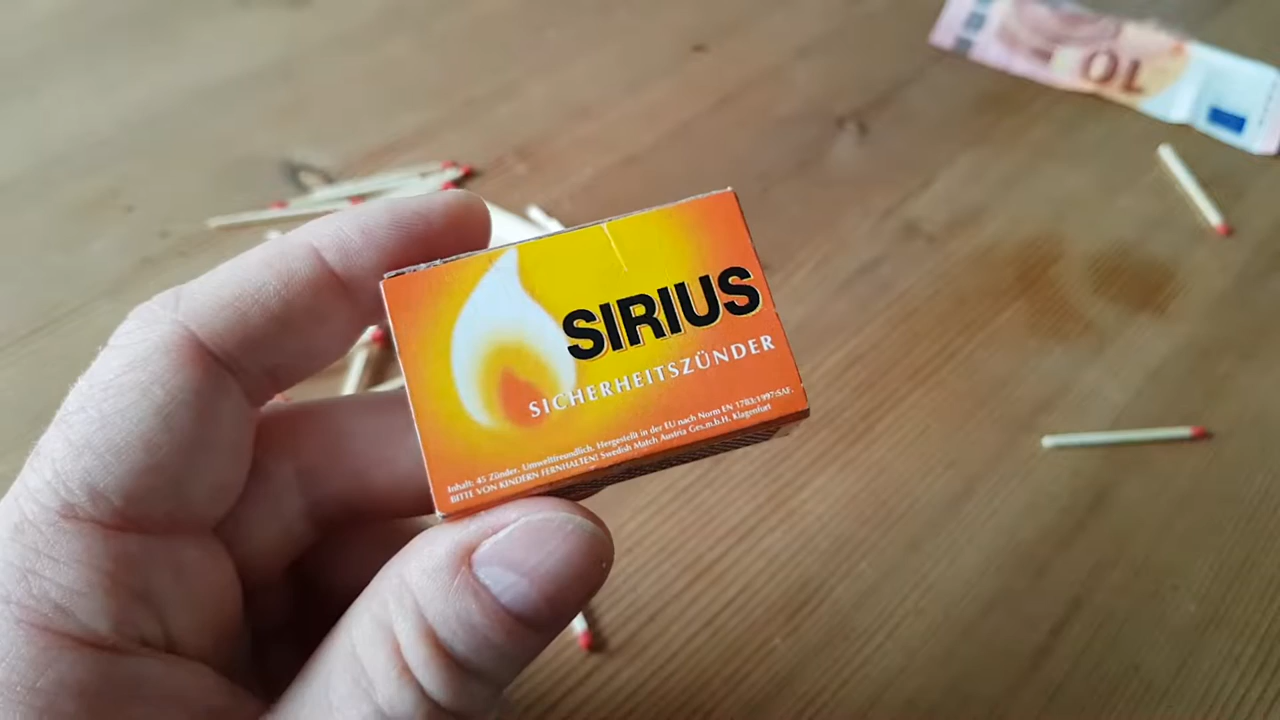 SIRIUS
SICHERHEITSZÜNDER
Inhalt: 45 Zünder. Umweltfreundlich. Hergestellt in der EU nach Norm EN 1783:1997-SAF.
BITTE VON KINDERN FERNHALTEN! Swedish Match Austria Ges.m.b.H. Klagenfurt
10